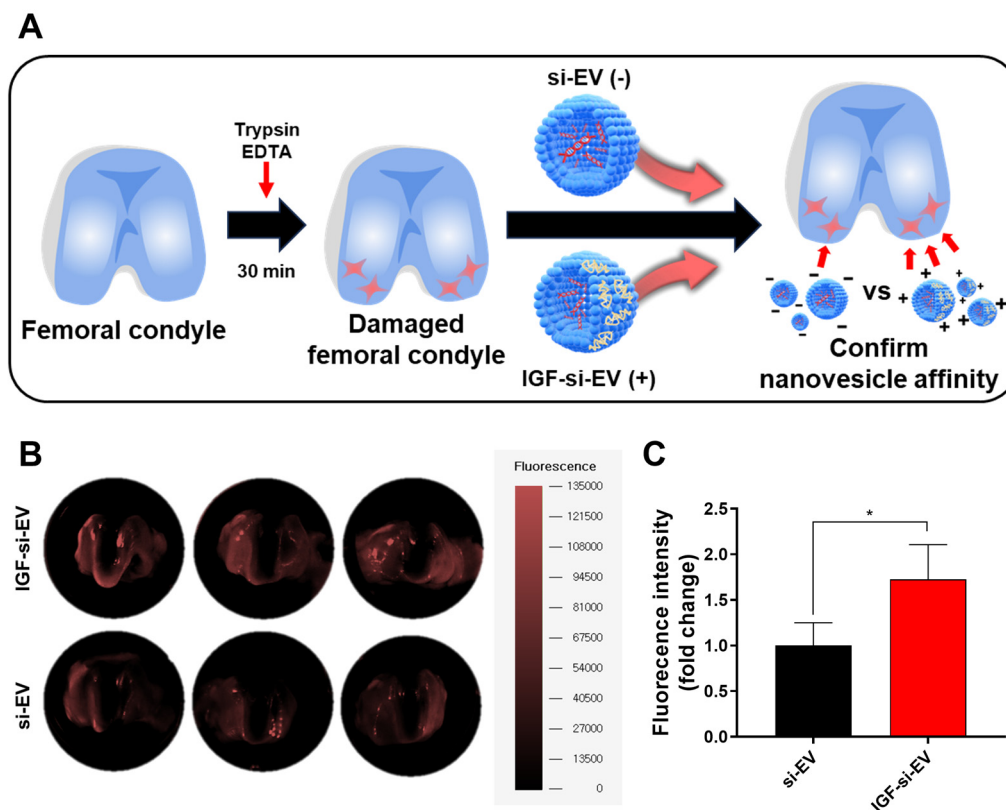 A
Trypsin
EDTA
30 min
Femoral condyle
Damaged
femoral condyle
si-EV (-)
IGF-si-EV (+)
- - - - - -
vs
+ + + + + + +
Confirm
nanovesicle affinity
B
IGF-si-EV
si-EV
Fluorescence
135000
121500
108000
94500
81000
67500
54000
40500
27000
13500
0
C
Fluorecence intensity
(fold change)
2.5
2.0
1.5
1.0
0.5
0.0
*
si-EV
IGF-si-EV